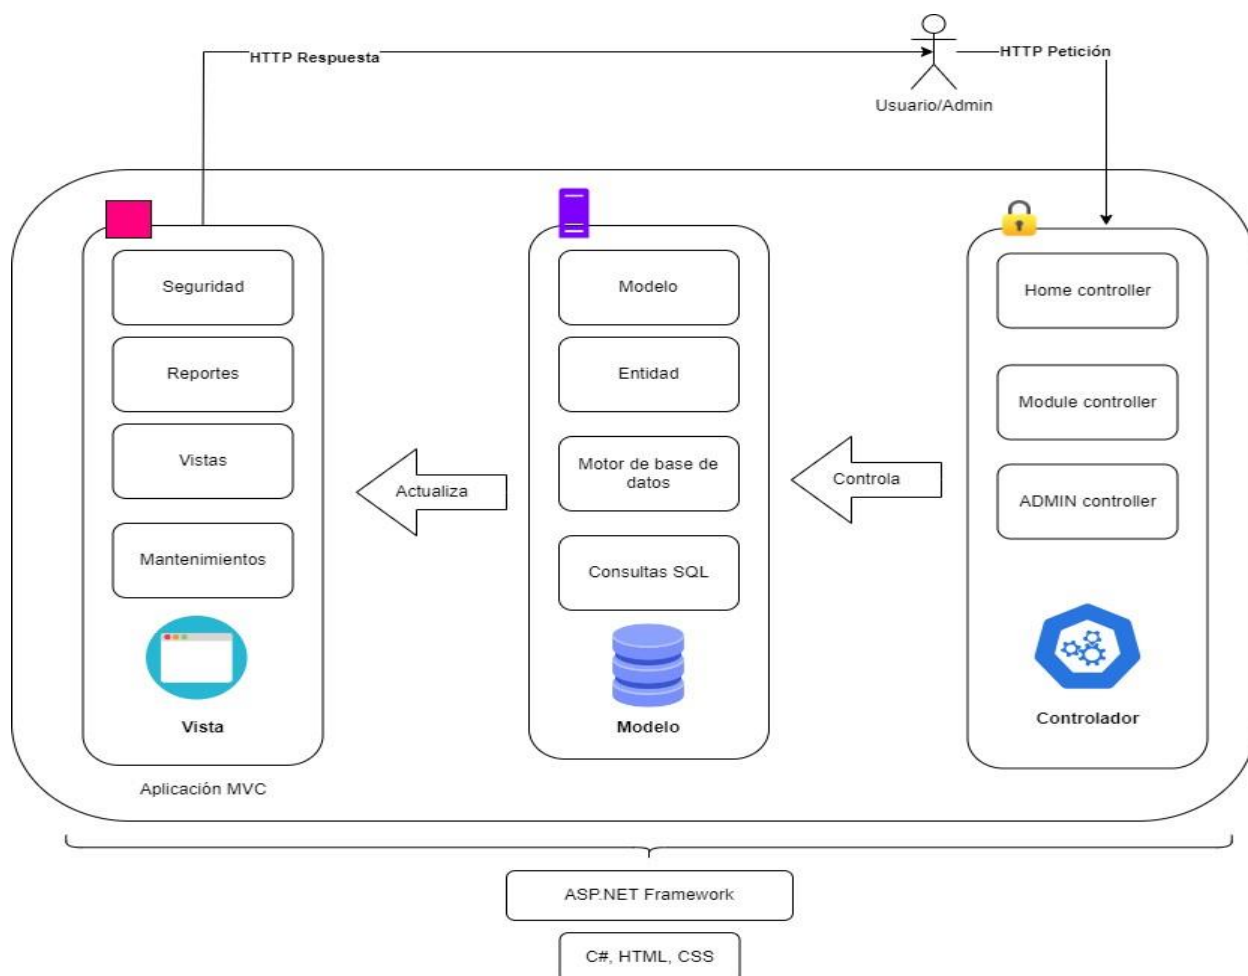 HTTP Respuesta
HTTP Petición
Usuario/Admin
Seguridad
Reportes
Vistas
Mantenimientos
Vista
Aplicación MVC
Actualiza
Modelo
Entidad
Motor de base de
datos
Consultas SQL
Modelo
Controla
Home controller
Module controller
ADMIN controller
Controlador
ASP.NET Framework
C#, HTML, CSS